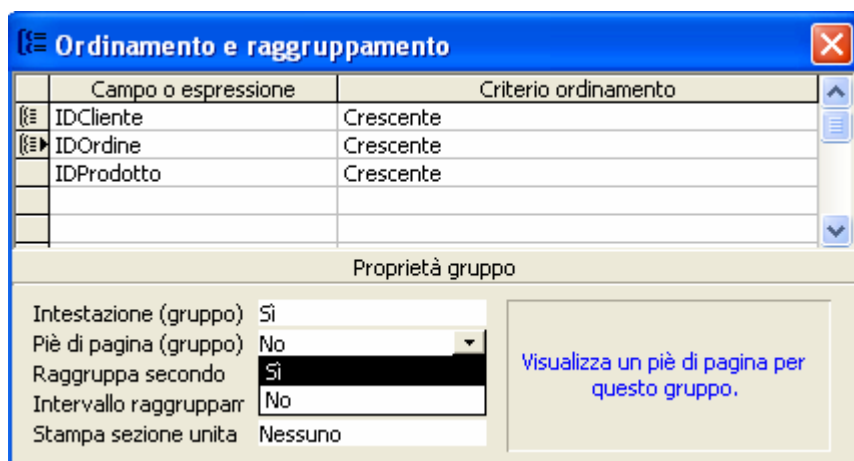 Ordinamento e raggruppamento
Campo o espressione Criterio ordinamento
IDCliente Crescente
IDOrdine Crescente
IDProdotto Crescente
Proprietà gruppo
Intestazione (gruppo) Sì
Piè di pagina (gruppo) No
Raggruppa secondo Sì
Intervallo raggruppam No
Stampa sezione unita Nessuno
Visualizza un piè di pagina per
questo gruppo.